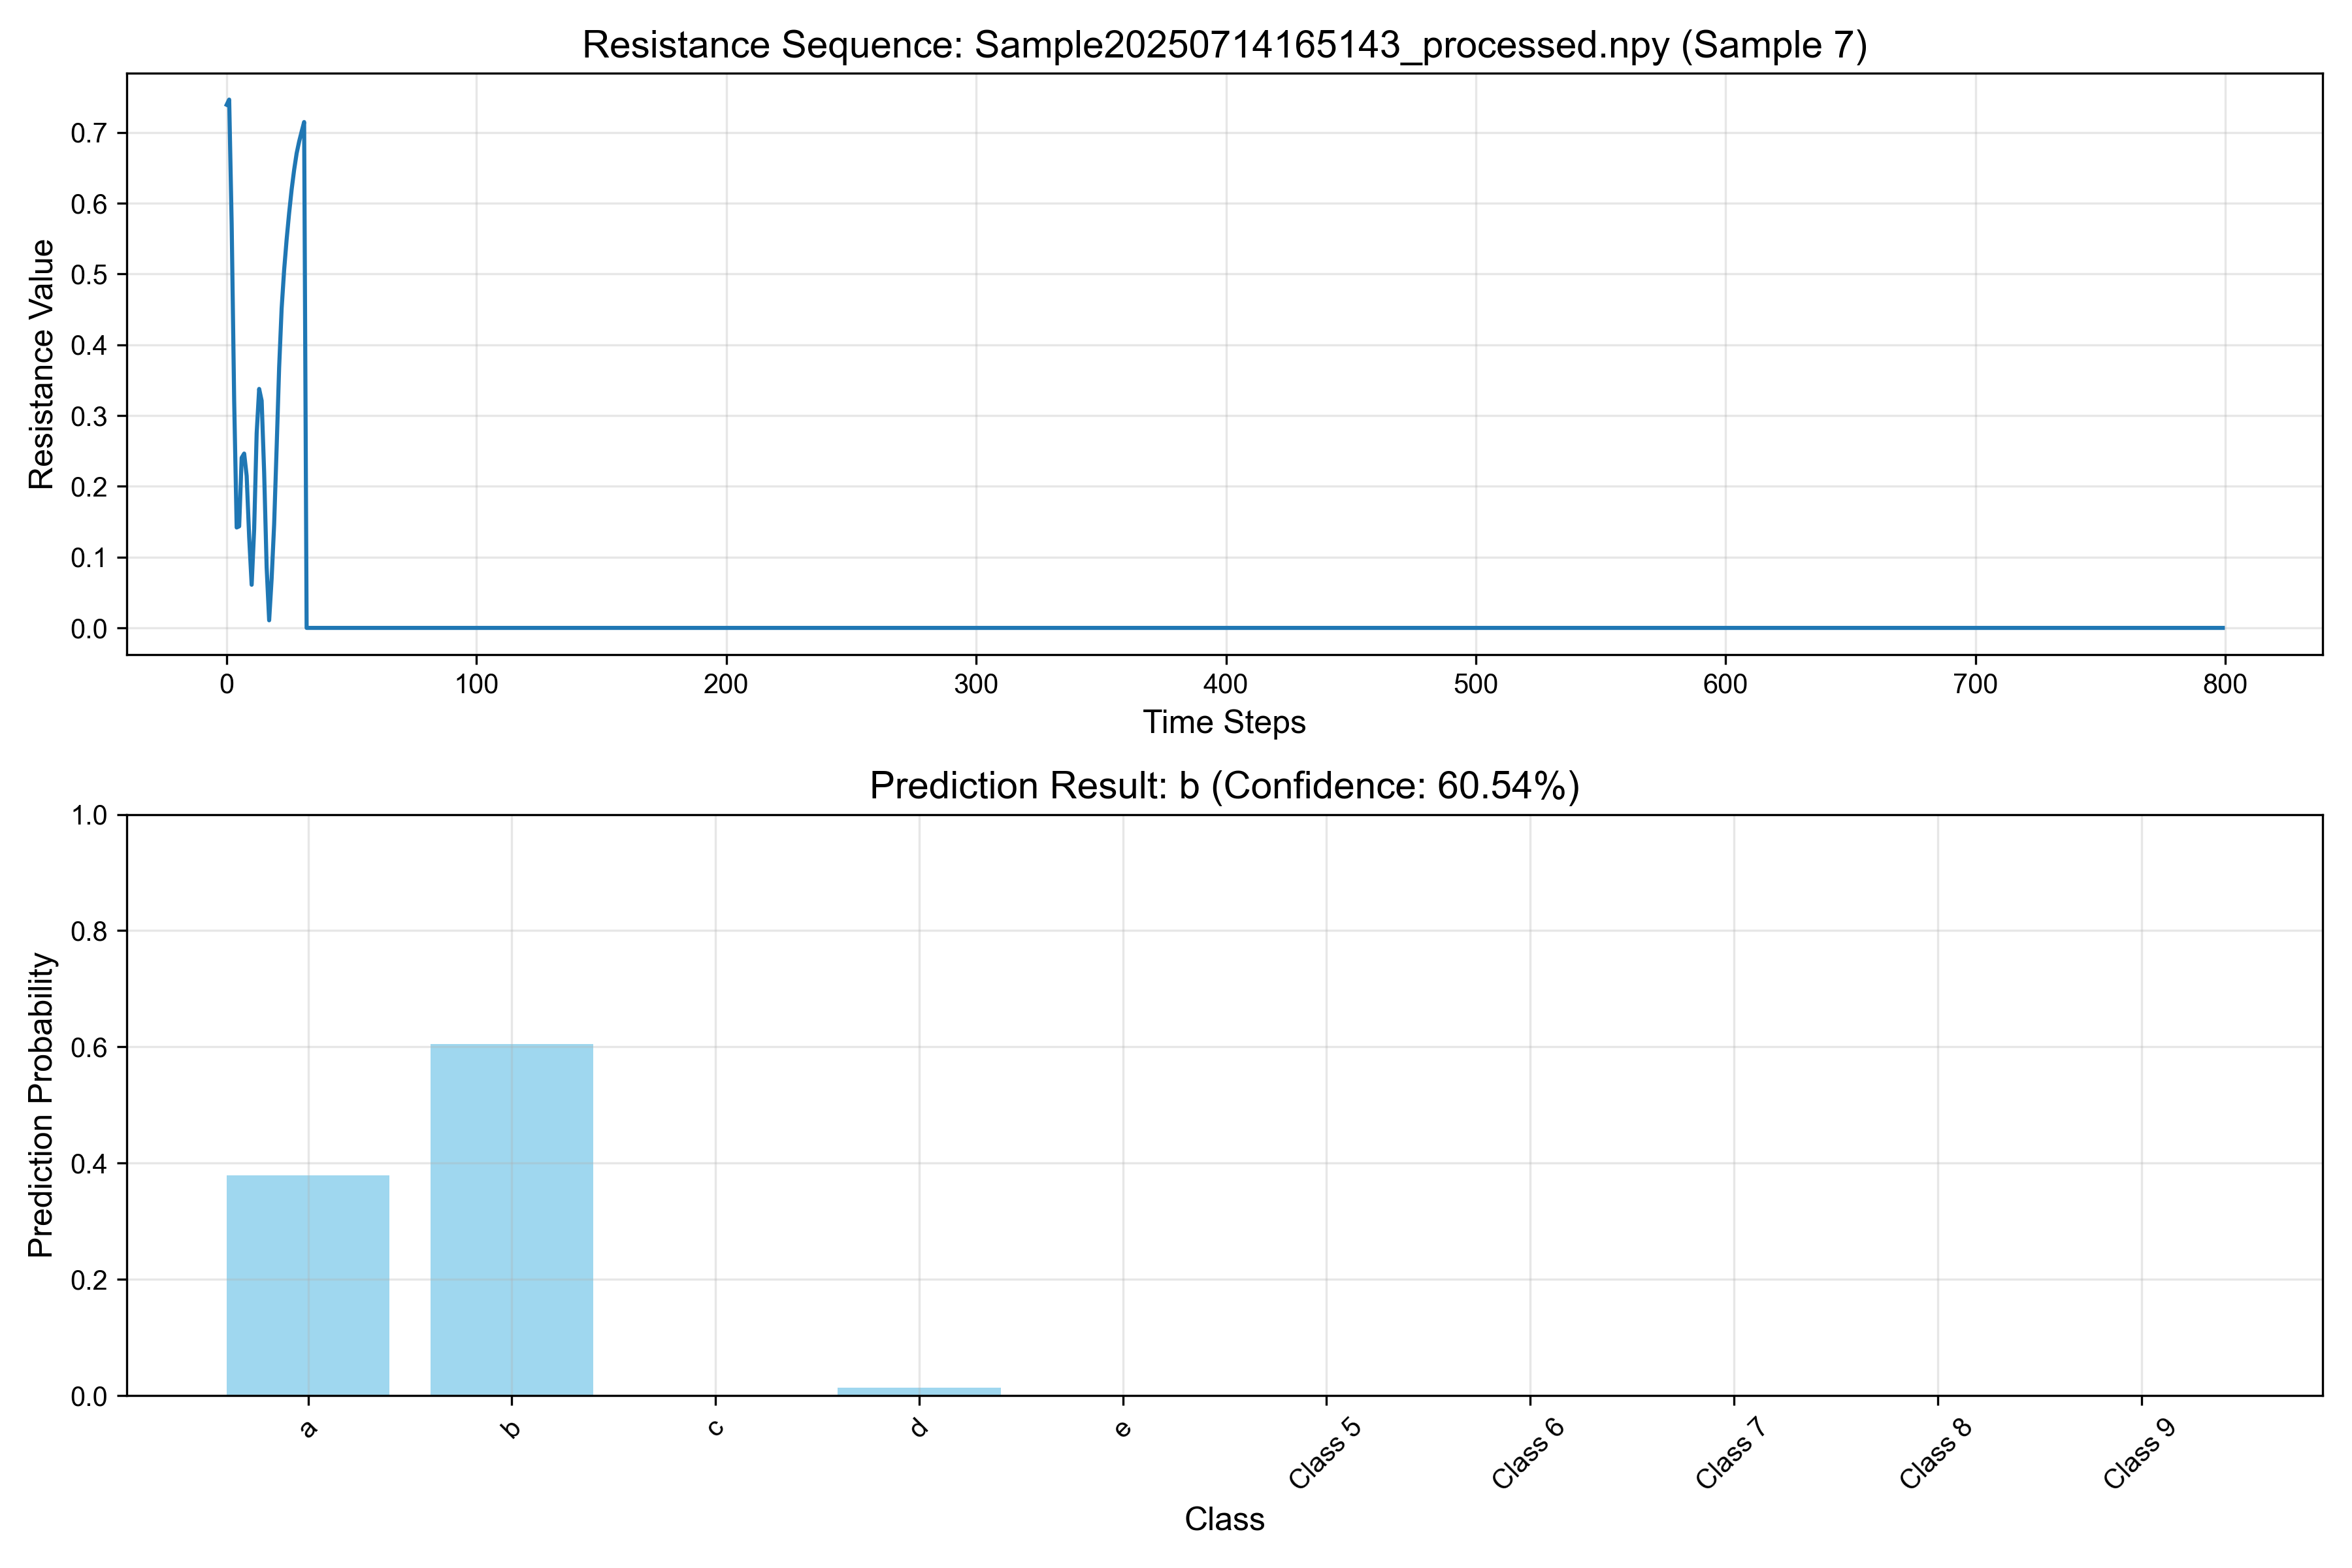 Resistance Sequence: Sample20250714165143_processed.npy (Sample 7)
Resistance Value
0.7
0.6
0.5
0.4
0.3
0.2
0.1
0.0
0 100 200 300 400 500 600 700 800
Time Steps
Prediction Result: b (Confidence: 60.54%)
Prediction Probability
1.0
0.8
0.6
0.4
0.2
0.0
a b c d e Class 5 Class 6 Class 7 Class 8 Class 9
Class